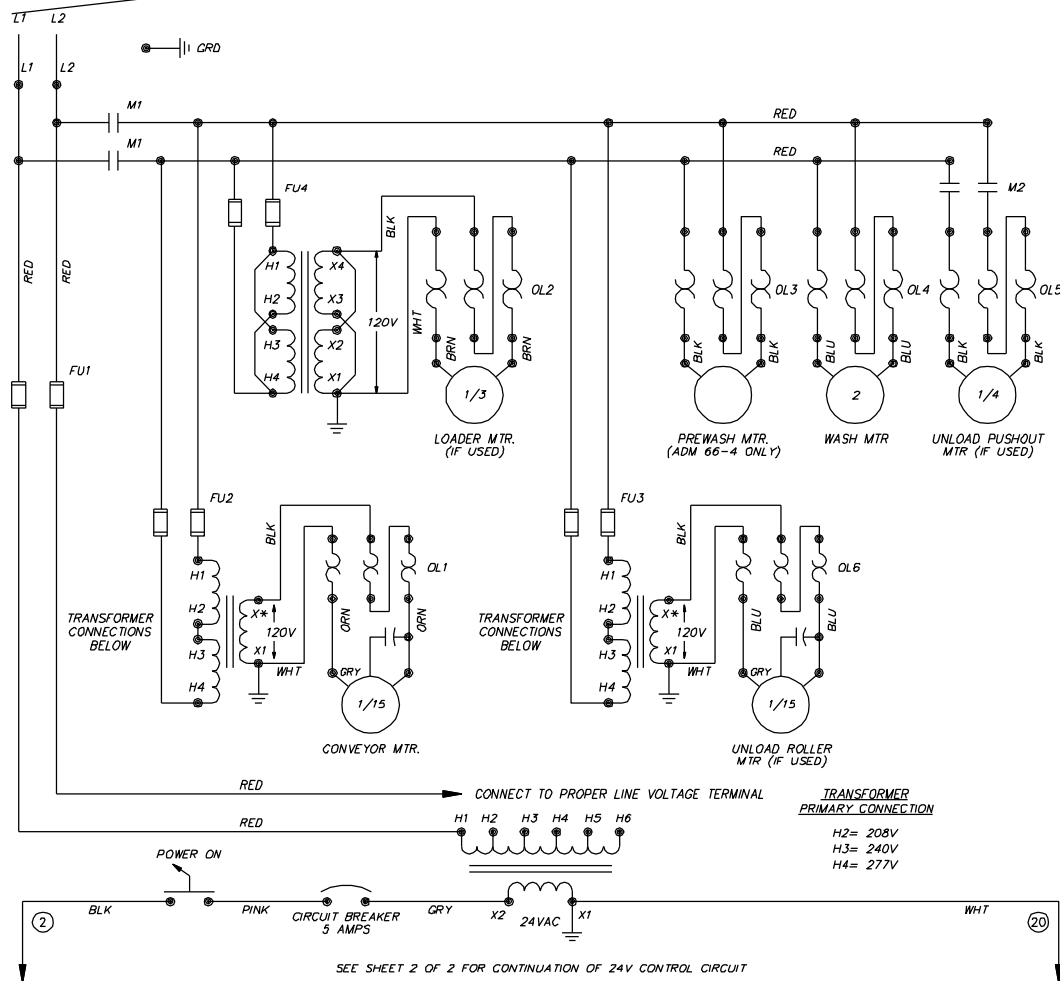 L1 L2
GRD
L1 L2
M1
RED
M1
RED
FU4
M2
BLK
RED
RED
H1
X4
H2
X3
120V
WHT
OL2
OL3
OL4
OL5
H3
X2
BRN
BRN
BLK
BLK
BLU
BLU
BLK
BLK
FU1
H4
X1
1/3
2
1/4
LOADER MTR.
(IF USED)
PREWASH MTR.
(ADM 66-4 ONLY)
WASH MTR
UNLOAD PUSHOUT
MTR (IF USED)
FU2
FU3
BLK
BLK
H1
OL1
H1
OL6
H2
X*
ORN
ORN
H2
X*
BLU
BLU
TRANSFORMER
CONNECTIONS
BELOW
120V
TRANSFORMER
CONNECTIONS
BELOW
120V
H3
X1
H3
X1
WHT
GRY
WHT
GRY
H4
1/15
H4
1/15
CONVEYOR MTR.
UNLOAD ROLLER
MTR (IF USED)
RED
CONNECT TO PROPER LINE VOLTAGE TERMINAL
TRANSFORMER
PRIMARY CONNECTION
RED
H1 H2 H3 H4 H5 H6
H2= 208V
H3= 240V
H4= 277V
POWER ON
2
BLK
PINK
CIRCUIT BREAKER
5 AMPS
GRY
X2
24VAC
X1
WHT
20
SEE SHEET 2 OF 2 FOR CONTINUATION OF 24V CONTROL CIRCUIT